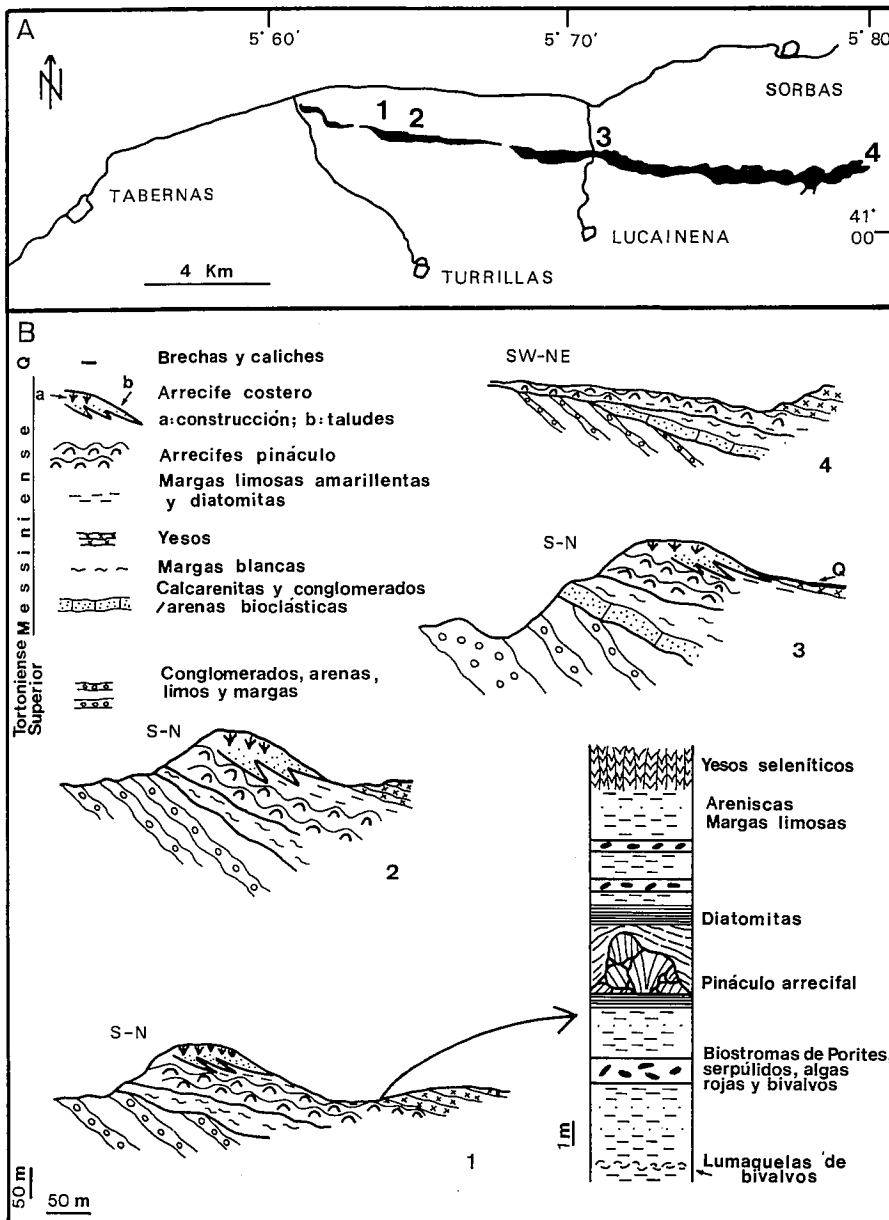 A
5° 60'
5° 70'
5° 80
N
1
2
3
4
SORBAS
TABERNAS
LUCAINENA
TURRILLAS
41°
00
4 Km
B
Q
Messiniense
Tortoniense
Superior
Brechas y caliches
a
b
Arrecife costero
a:construcción; b:taludes
Arrecifes pináculo
Margas limosas amarillentas
y diatomitas
Yesos
Margas blancas
Calcarenitas y conglomerados
/arenas bioclásticas
Conglomerados, arenas,
limos y margas
SW-NE
4
S-N
Q
3
S-N
2
S-N
1
50 m
50 m
Yesos seleníticos
Areniscas
Margas limosas
Diatomitas
Pináculo arrecifal
Biostromas de Porites,
serpúlidos, algas
rojas y bivalvos
1m
Lumaquelas de
bivalvos